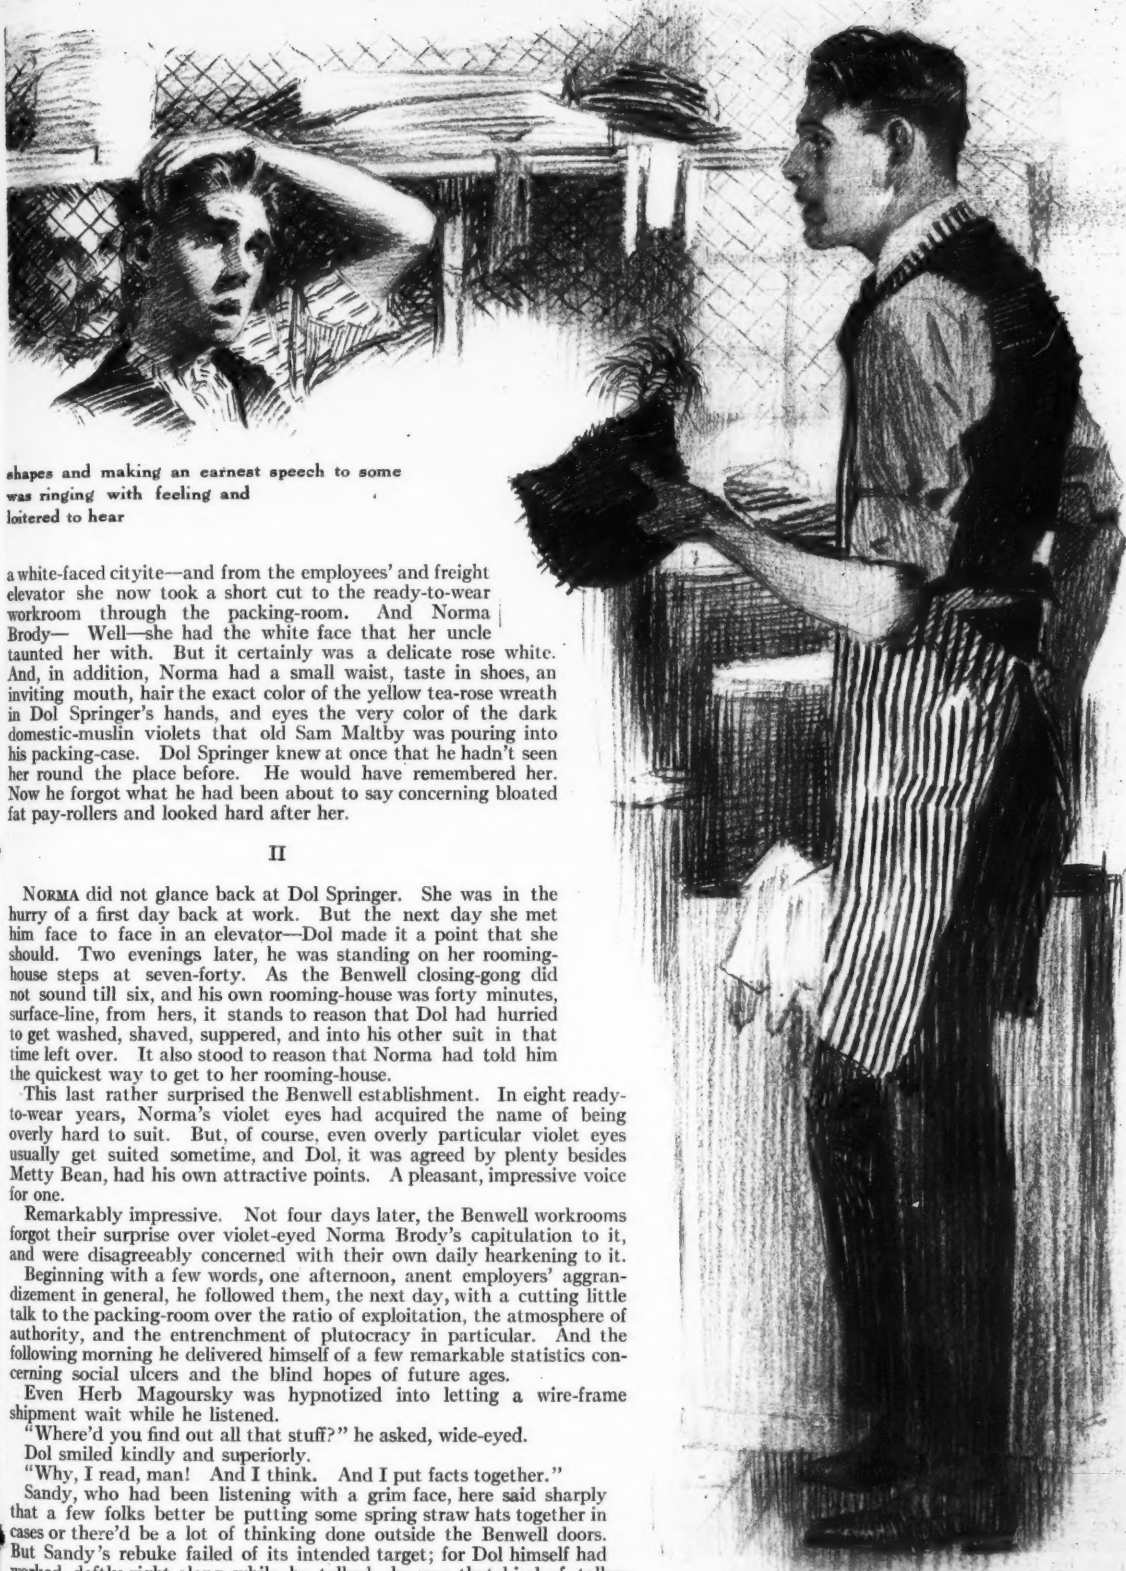 shapes and making an earnest speech to some
was ringing with feeling and
loitered to hear
a white-faced cityite—and from the employees' and freight
elevator she now took a short cut to the ready-to-wear
workroom through the packing-room. And Norma
Brody— Well—she had the white face that her uncle
taunted her with. But it certainly was a delicate rose white.
And, in addition, Norma had a small waist, taste in shoes, an
inviting mouth, hair the exact color of the yellow tea-rose wreath
in Dol Springer's hands, and eyes the very color of the dark
domestic-muslin violets that old Sam Maltby was pouring into
his packing-case. Dol Springer knew at once that he hadn't seen
her round the place before. He would have remembered her.
Now he forgot what he had been about to say concerning bloated
fat pay-rollers and looked hard after her.
II
NORMA did not glance back at Dol Springer. She was in the
hurry of a first day back at work. But the next day she met
him face to face in an elevator—Dol made it a point that she
should. Two evenings later, he was standing on her rooming-
house steps at seven-forty. As the Benwell closing-gong did
not sound till six, and his own rooming-house was forty minutes,
surface-line, from hers, it stands to reason that Dol had hurried
to get washed, shaved, suppered, and into his other suit in that
time left over. It also stood to reason that Norma had told him
the quickest way to get to her rooming-house.
This last rather surprised the Benwell establishment. In eight ready-
to-wear years, Norma's violet eyes had acquired the name of being
overly hard to suit. But, of course, even overly particular violet eyes
usually get suited sometime, and Dol, it was agreed by plenty besides
Metty Bean, had his own attractive points. A pleasant, impressive voice
for one.
Remarkably impressive. Not four days later, the Benwell workrooms
forgot their surprise over violet-eyed Norma Brody's capitulation to it,
and were disagreeably concerned with their own daily hearkening to it.
Beginning with a few words, one afternoon, anent employers' aggran-
dizement in general, he followed them, the next day, with a cutting little
talk to the packing-room over the ratio of exploitation, the atmosphere of
authority, and the entrenchment of plutocracy in particular. And the
following morning he delivered himself of a few remarkable statistics con-
cerning social ulcers and the blind hopes of future ages.
Even Herb Magoursky was hypnotized into letting a wire-frame
shipment wait while he listened.
"Where'd you find out all that stuff?" he asked, wide-eyed.
Dol smiled kindly and superiorly.
"Why, I read, man! And I think. And I put facts together."
Sandy, who had been listening with a grim face, here said sharply
that a few folks better be putting some spring straw hats together in
cases or there'd be a lot of thinking done outside the Benwell doors.
But Sandy's rebuke failed of its intended target; for Dol himself had